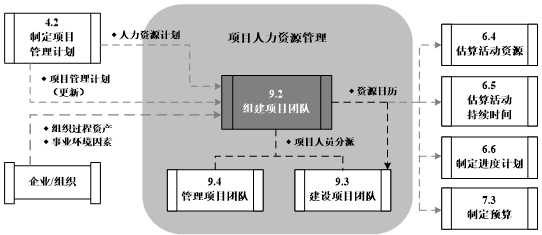 4.2
制定项目
管理计划
◆ 人力资源计划
◆ 项目管理计划
（更新）
◆ 组织过程资产
◆ 事业环境因素
企业/组织
项目人力资源管理
9.2
组建项目团队
◆ 资源日历
◆ 项目人员分派
9.4
管理项目团队
9.3
建设项目团队
6.4
估算活动资源
6.5
估算活动
持续时间
6.6
制定进度计划
7.3
制定预算